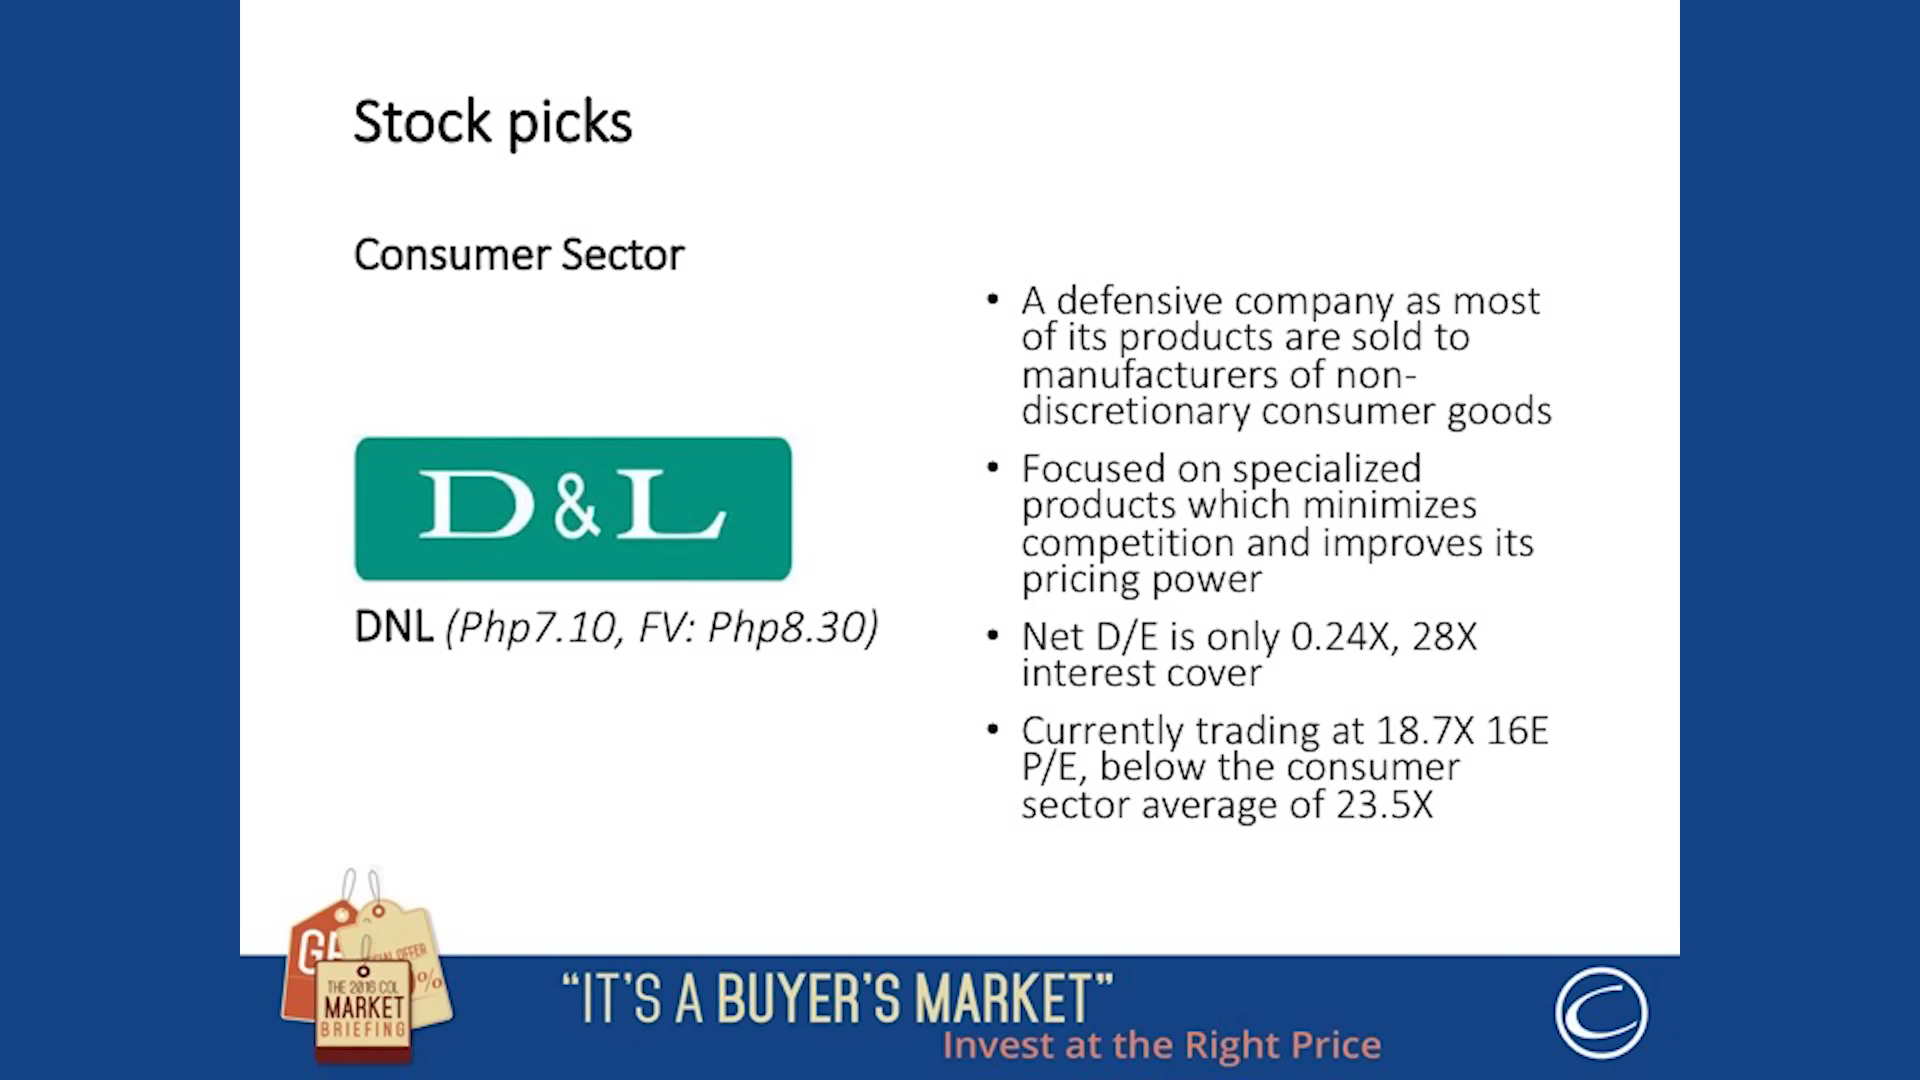 Stock picks
Consumer Sector
D&L
DNL (Php7.10, FV: Php8.30)
• A defensive company as most
of its products are sold to
manufacturers of non-
discretionary consumer goods
• Focused on specialized
products which minimizes
competition and improves its
pricing power
• Net D/E is only 0.24X, 28X
interest cover
• Currently trading at 18.7X 16E
P/E, below the consumer
sector average of 23.5X
OFFER
%
THE 2016 COL
MARKET
BRIEFING
“IT’S A BUYER’S MARKET”
Invest at the Right Price